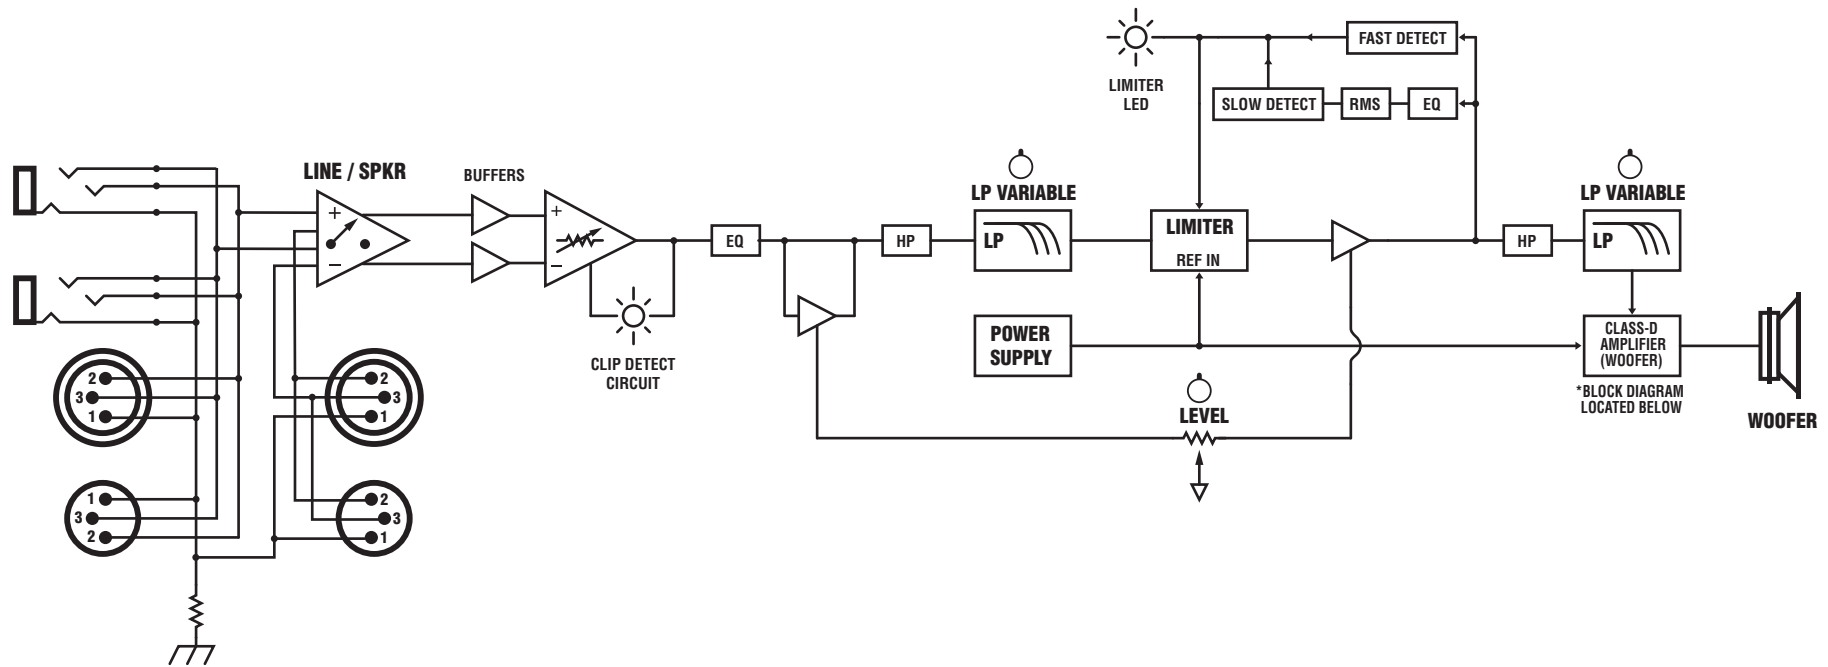 LIMITER
LED
FAST DETECT
SLOW DETECT
RMS
EQ
LINE / SPKR
BUFFERS
+
−
+
−
EQ
HP
LP VARIABLE
LP
LIMITER
REF IN
HP
LP VARIABLE
LP
CLIP DETECT
CIRCUIT
POWER
SUPPLY
CLASS-D
AMPLIFIER
(WOOFER)
*BLOCK DIAGRAM
LOCATED BELOW
WOOFER
LEVEL
2
3
1
2
3
1
1
3
2
2
3
1